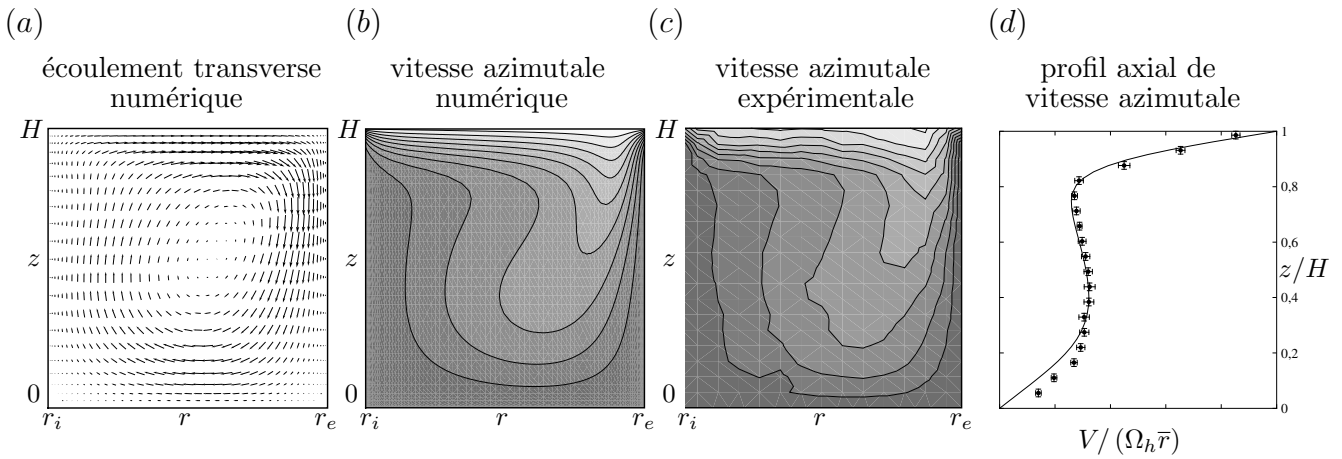 (a)
écoulement transverse
numérique
H
z
0
r_i r r_e
(b)
vitesse azimutale
numérique
H
z
0
r_i r r_e
(c)
vitesse azimutale
expérimentale
H
z
0
r_i r r_e
(d)
profil axial de
vitesse azimutale
1
0,8
0,6
z/H
0,4
0,2
0
V/ (Ω_h r̅)